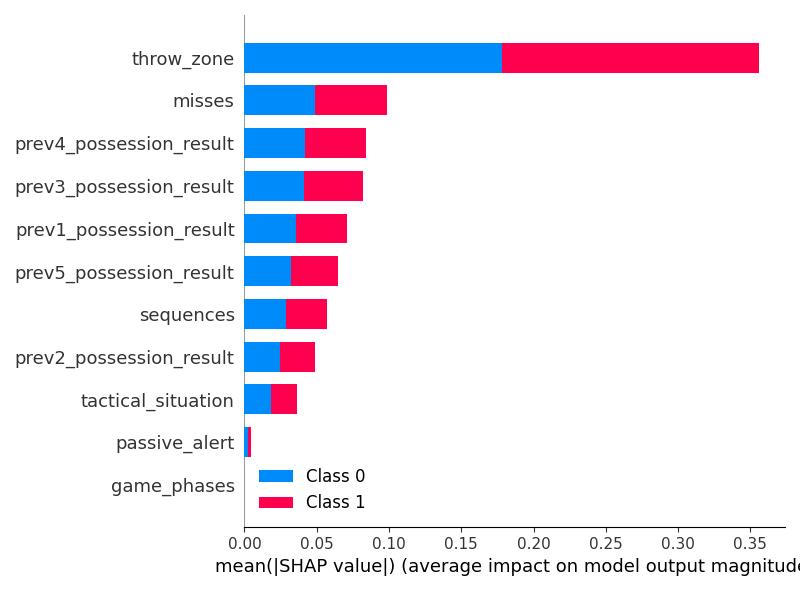 throw_zone
misses
prev4_possession_result
prev3_possession_result
prev1_possession_result
prev5_possession_result
sequences
prev2_possession_result
tactical_situation
passive_alert
game_phases
Class 0
Class 1
0.00 0.05 0.10 0.15 0.20 0.25 0.30 0.35
mean(|SHAP value|) (average impact on model output magnitude